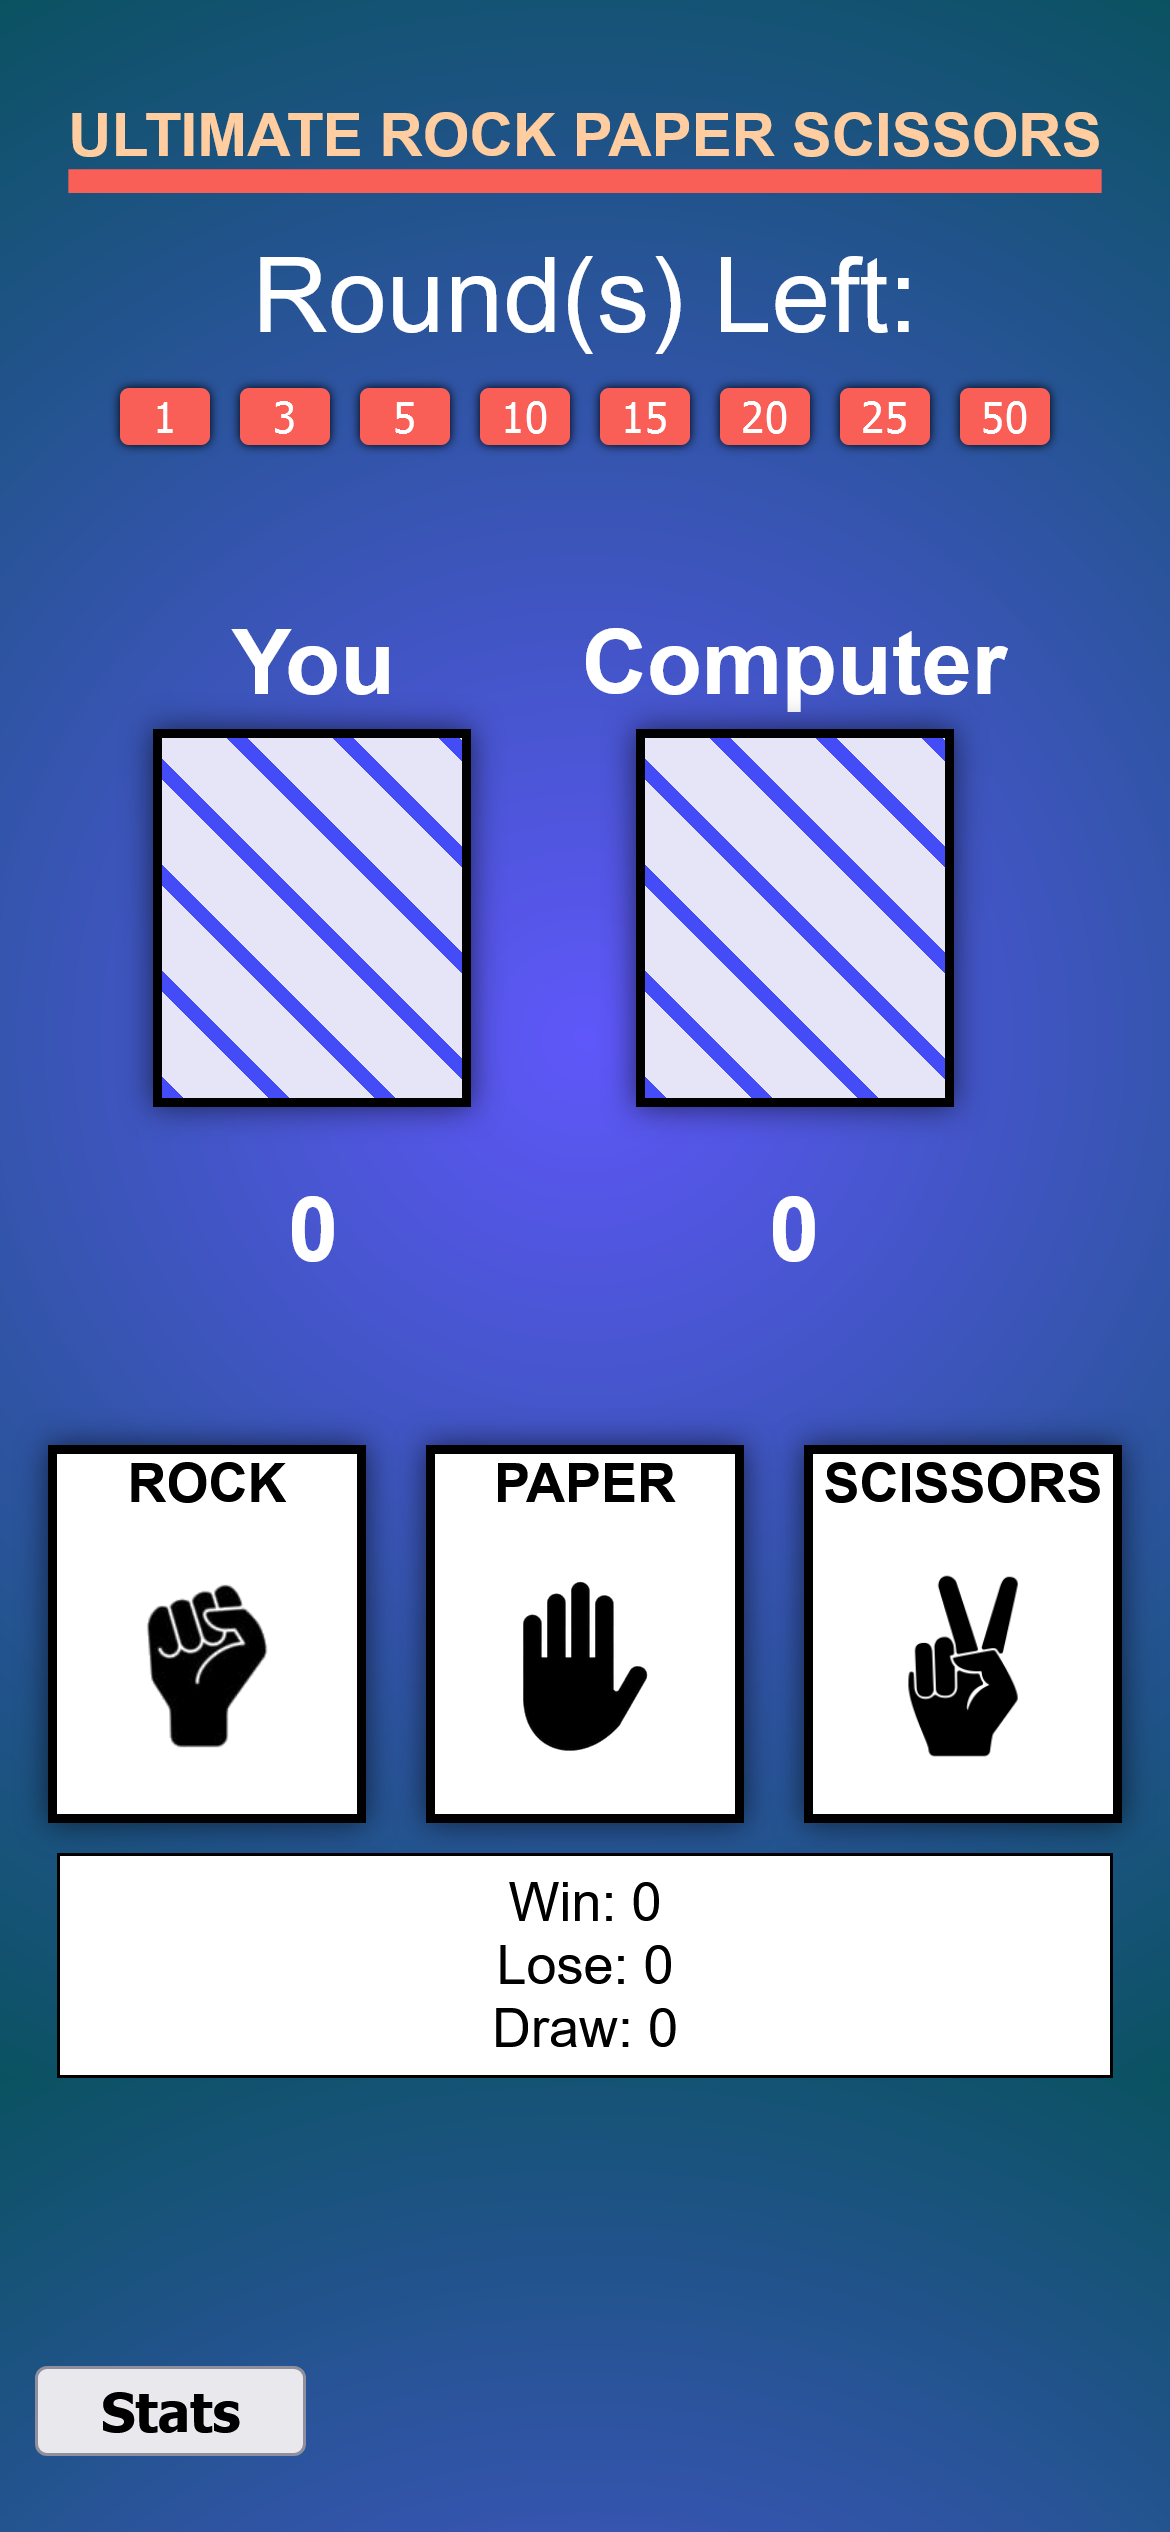 ULTIMATE ROCK PAPER SCISSORS
Round(s) Left:
1 3 5 10 15 20 25 50
You Computer
0 0
ROCK PAPER SCISSORS
Win: 0
Lose: 0
Draw: 0
Stats